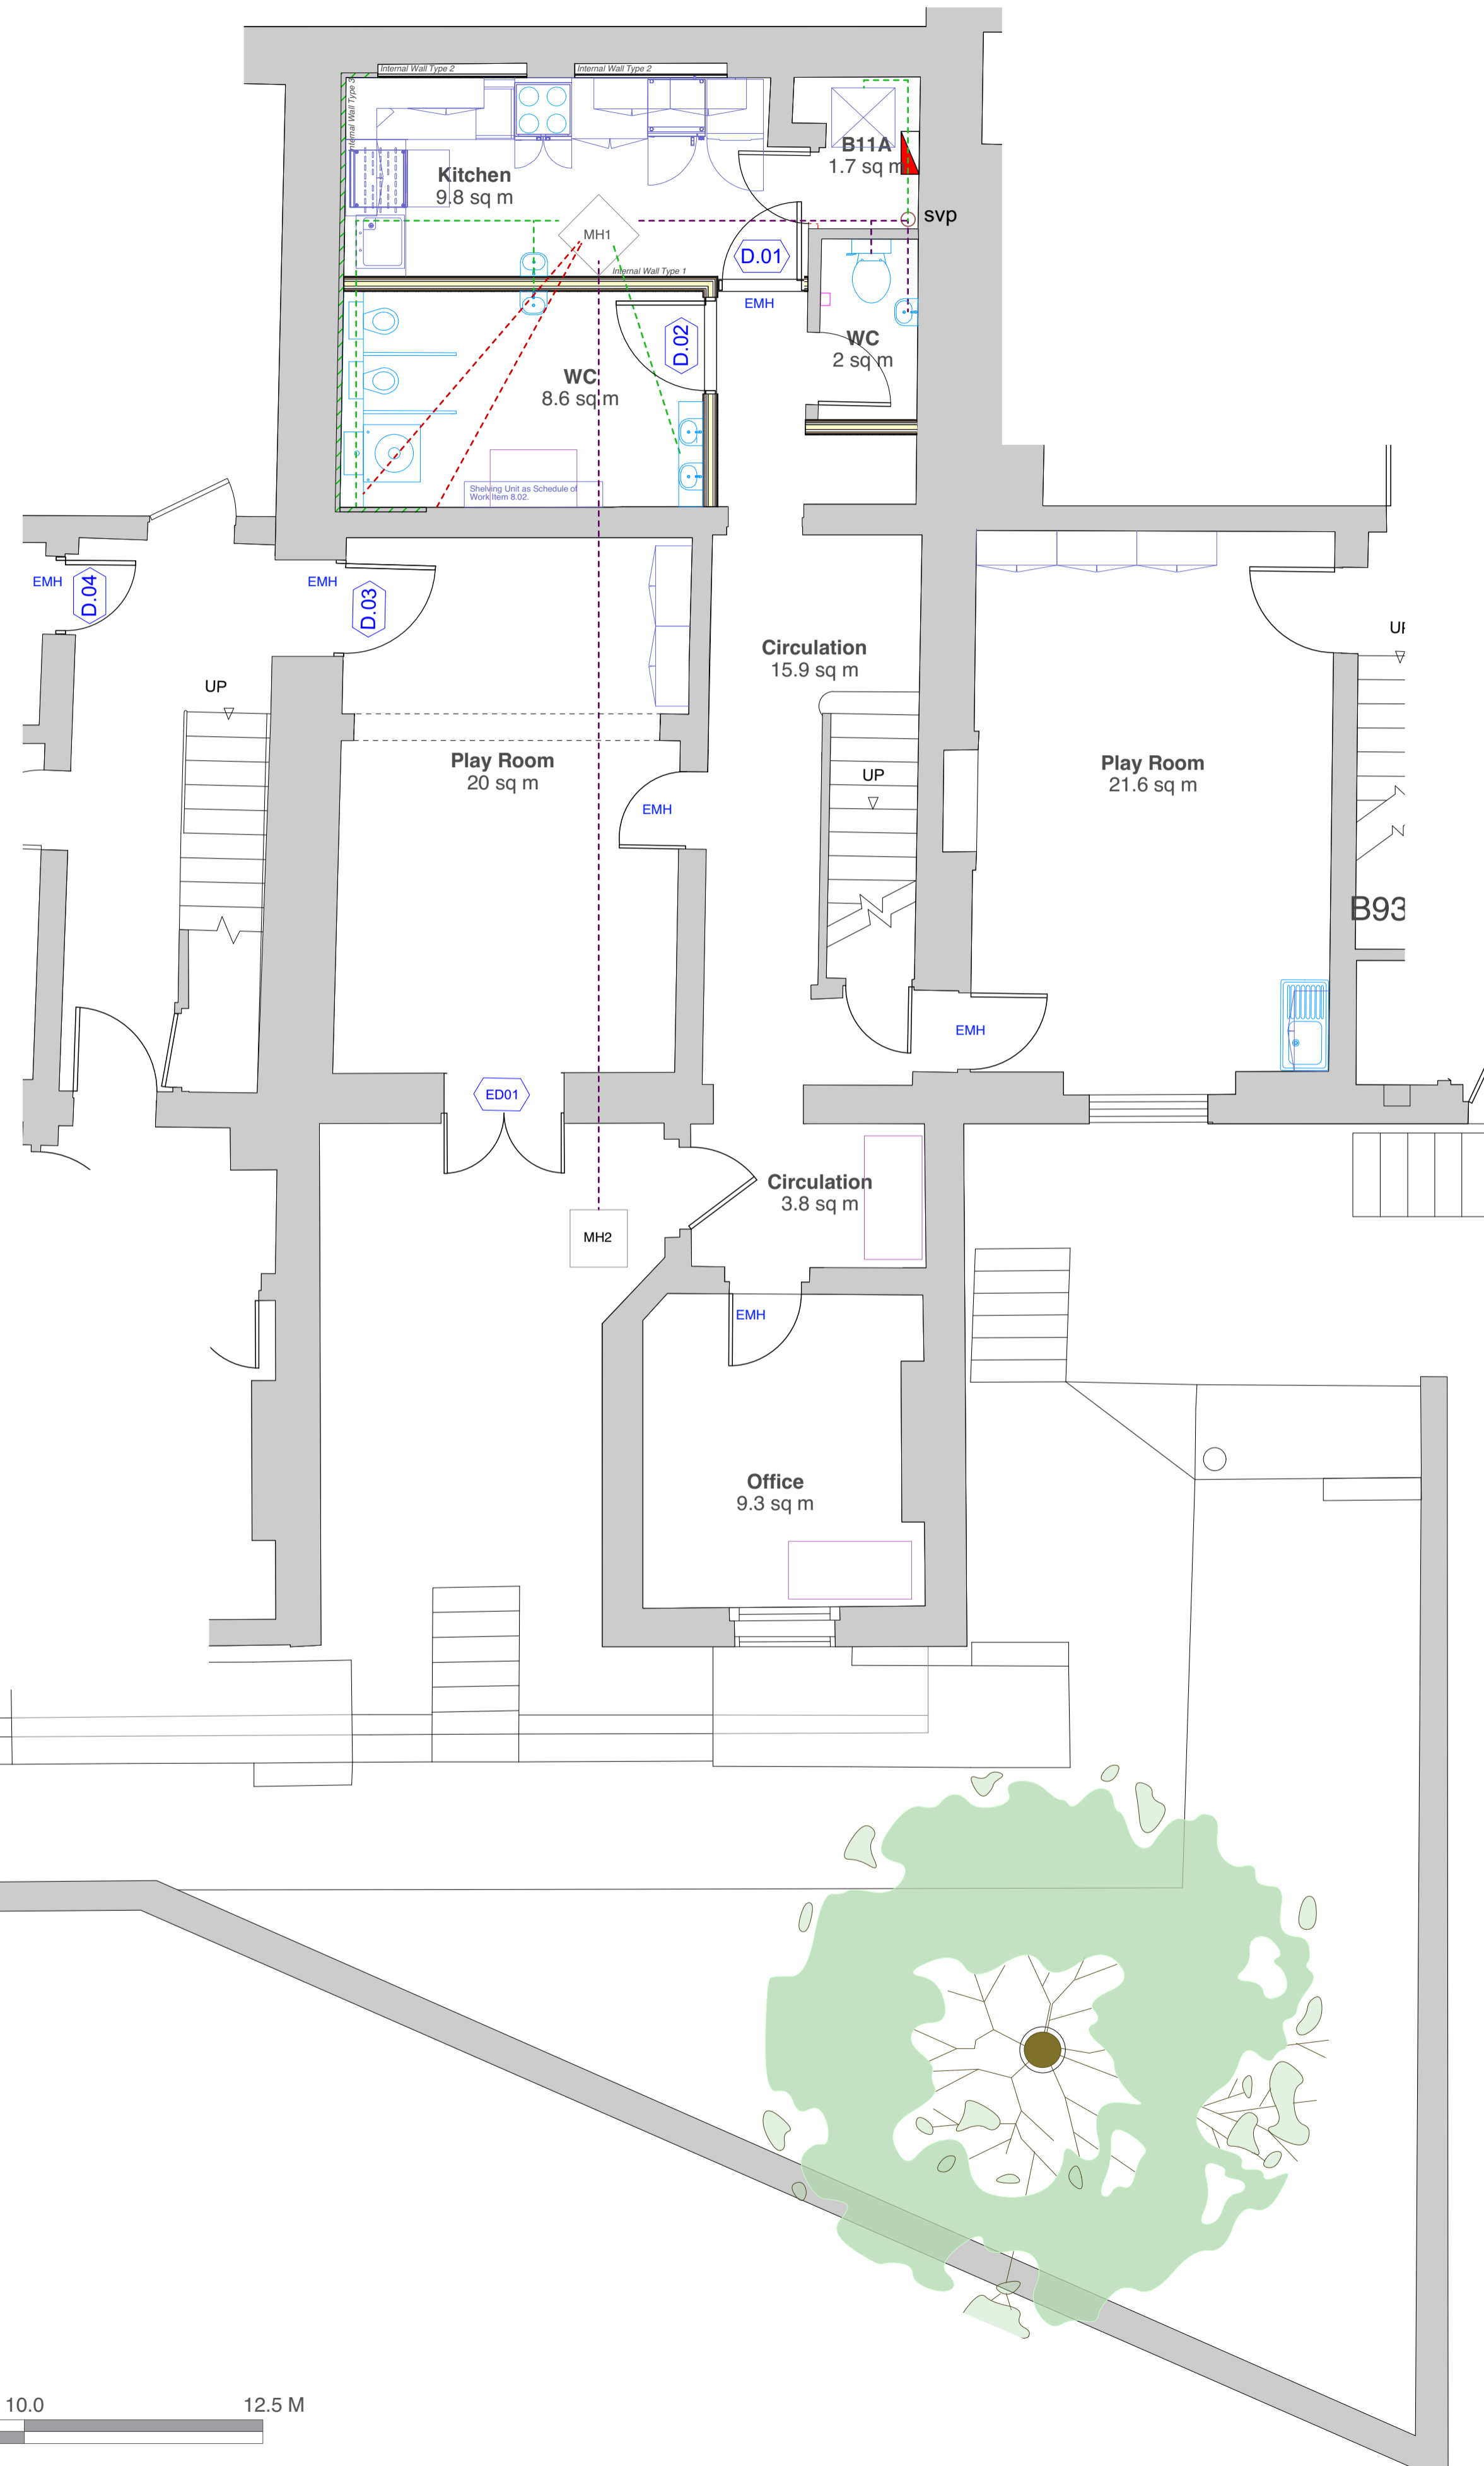 Internal Wall Type 2
Internal Wall Type 2
Internal Wall Type 3
B11A
1.7 sq m
Kitchen
9.8 sq m
svp
MH1
D.01
Internal Wall Type 1
EMH
D.02
WC
2 sq m
WC
8.6 sq m
Shelving Unit as Schedule of
Work Item 8.02.
EMH
D.04
EMH
D.03
UP
Circulation
15.9 sq m
UP
Play Room
20 sq m
Play Room
21.6 sq m
UP
EMH
B93
EMH
ED01
Circulation
3.8 sq m
MH2
EMH
Office
9.3 sq m
10.0
12.5 M